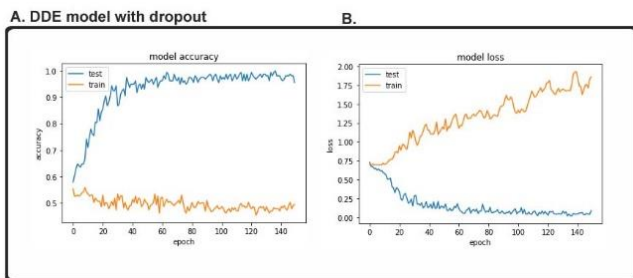 A. DDE model with dropout
B.
model accuracy
test
train
1.0
0.9
0.8
0.7
0.6
0.5
accuracy
0 20 40 60 80 100 120 140
epoch
model loss
test
train
2.00
1.75
1.50
1.25
1.00
0.75
0.50
0.25
0.00
loss
0 20 40 60 80 100 120 140
epoch